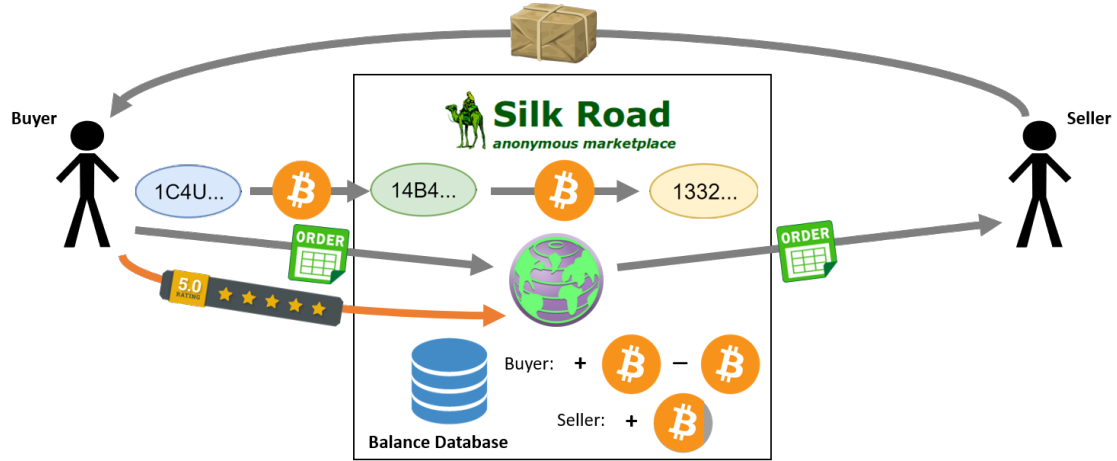 Buyer
Silk Road
anonymous marketplace
Seller
1C4U...
14B4...
1332...
ORDER
ORDER
5.0
RATING
Buyer: + −
Seller: +
Balance Database